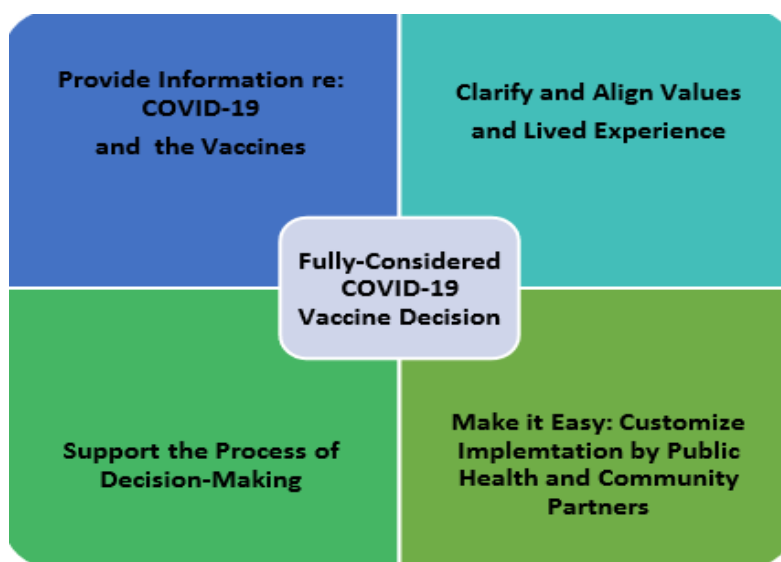 Provide Information re:
COVID-19
and the Vaccines
Clarify and Align Values
and Lived Experience
Fully-Considered
COVID-19
Vaccine Decision
Support the Process of
Decision-Making
Make it Easy: Customize
Implemtation by Public
Health and Community
Partners